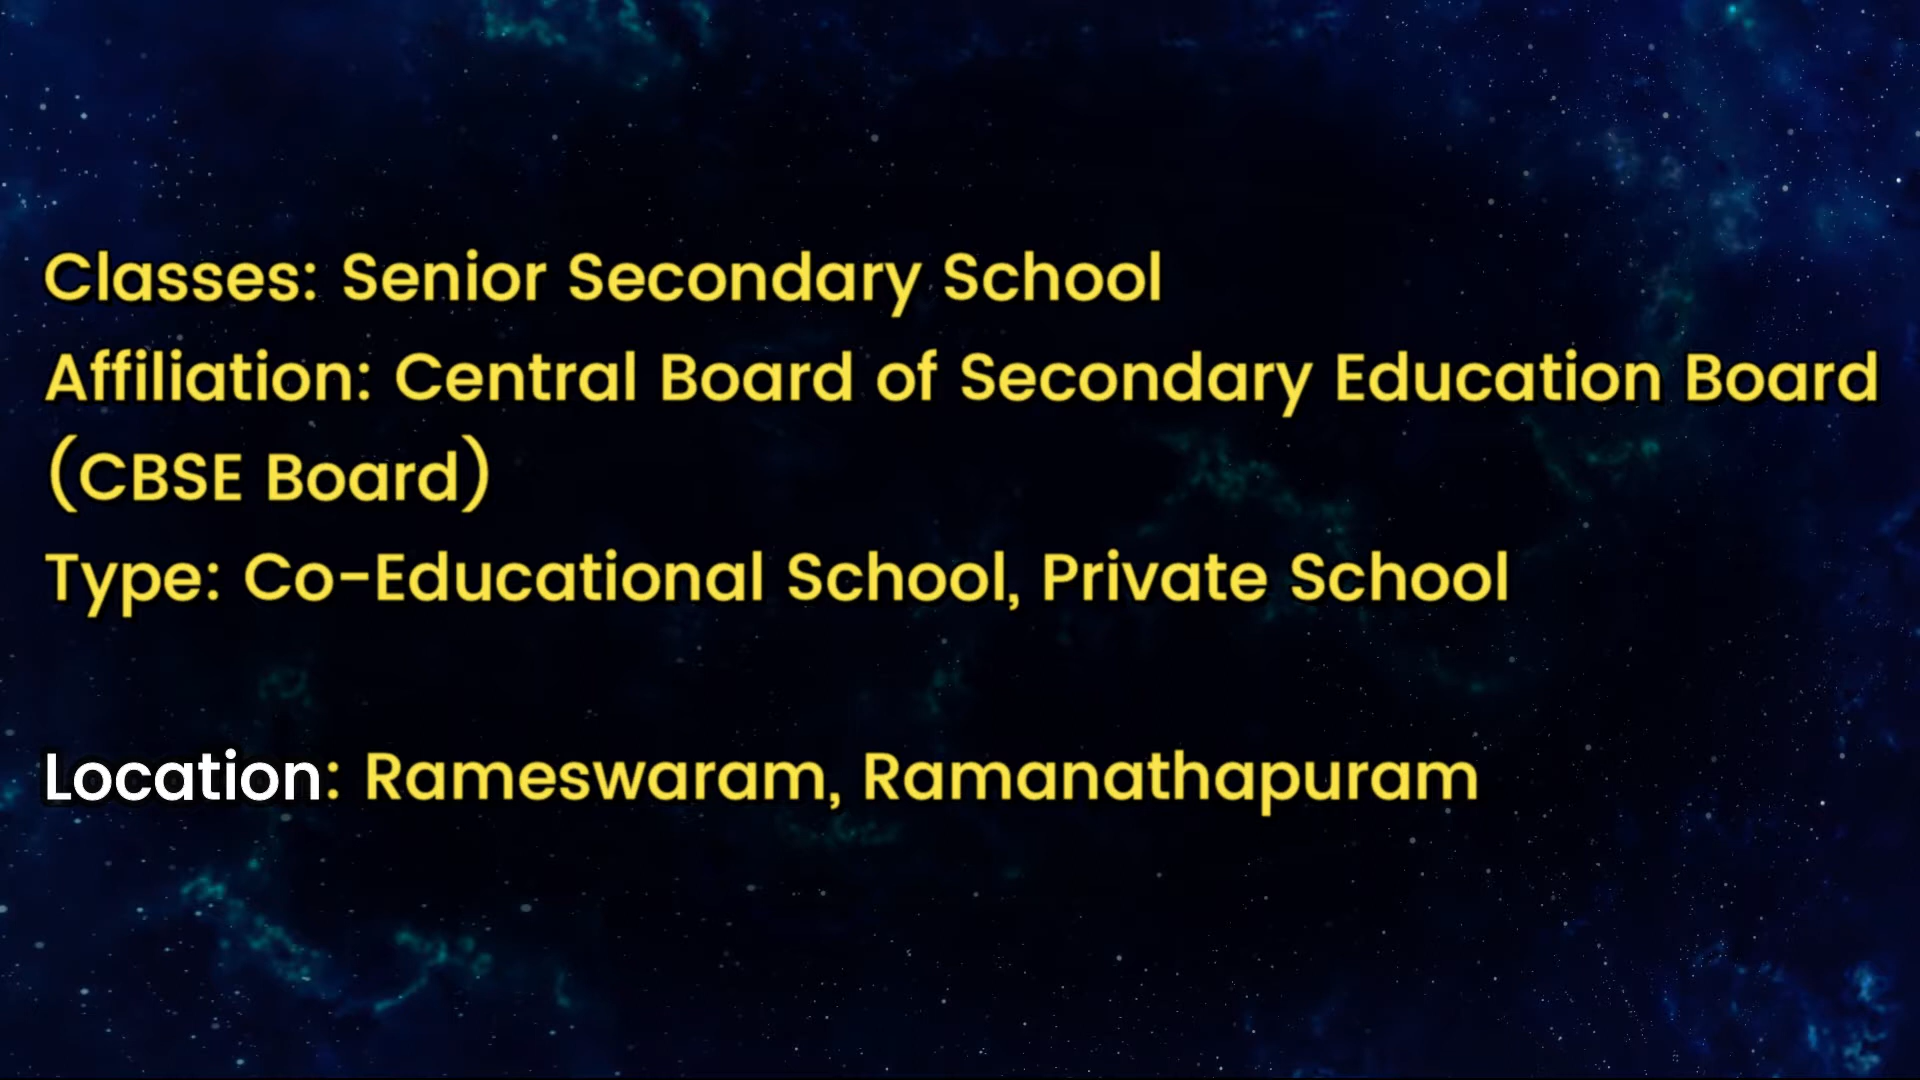 Classes: Senior Secondary School
Affiliation: Central Board of Secondary Education Board
(CBSE Board)
Type: Co-Educational School, Private School
Location: Rameswaram, Ramanathapuram